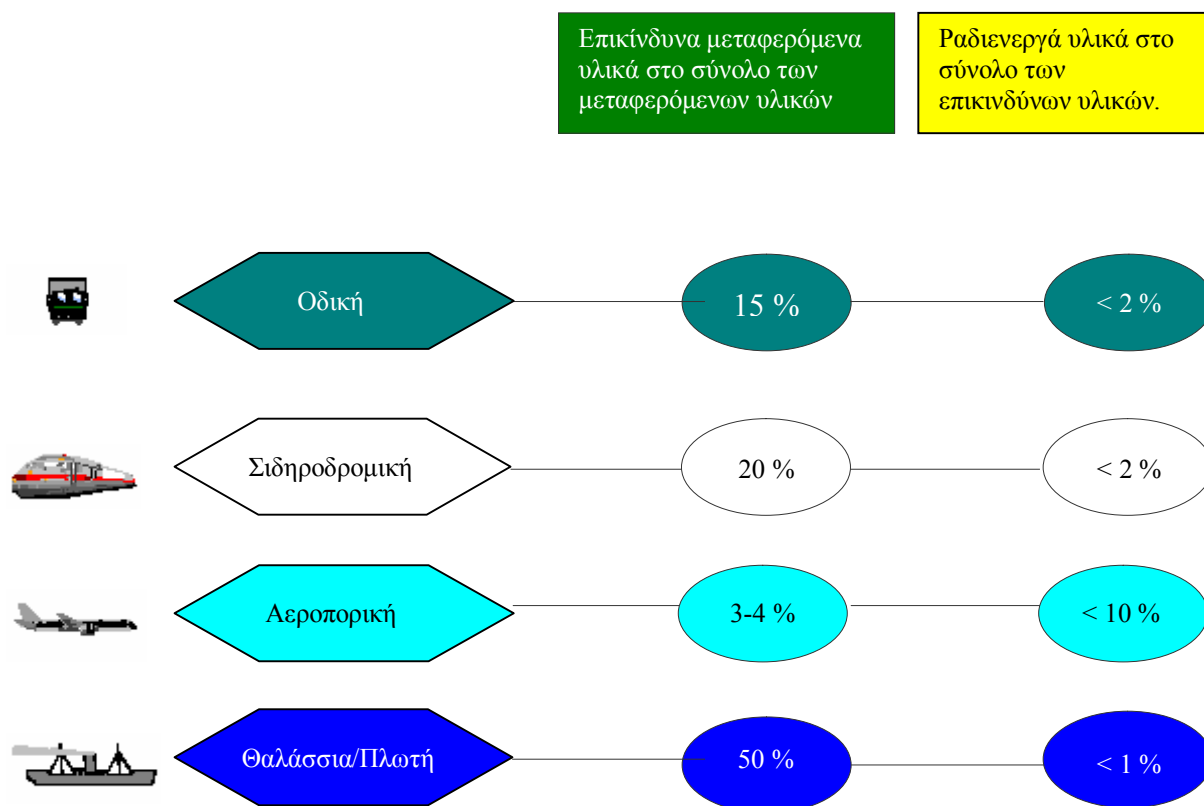 Επικίνδυνα μεταφερόμενα
υλικά στο σύνολο των
μεταφερόμενων υλικών
Ραδιενεργά υλικά στο
σύνολο των
επικινδύνων υλικών.
Οδική
15 %
< 2 %
Σιδηροδρομική
20 %
< 2 %
Αεροπορική
3-4 %
< 10 %
Θαλάσσια/Πλωτή
50 %
< 1 %